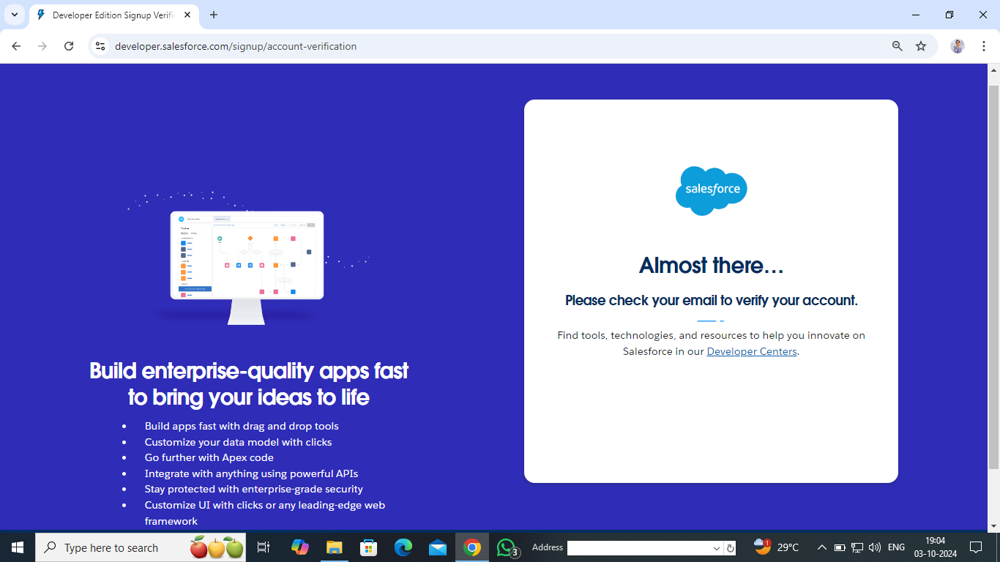 Developer Edition Signup Verifi
developer.salesforce.com/signup/account-verification
salesforce
Almost there...
Please check your email to verify your account.
Find tools, technologies, and resources to help you innovate on
Salesforce in our Developer Centers.
Build enterprise-quality apps fast
to bring your ideas to life
• Build apps fast with drag and drop tools
• Customize your data model with clicks
• Go further with Apex code
• Integrate with anything using powerful APIs
• Stay protected with enterprise-grade security
• Customize UI with clicks or any leading-edge web
framework
Type here to search
3
Address
1
29°C
ENG
19:04
03-10-2024